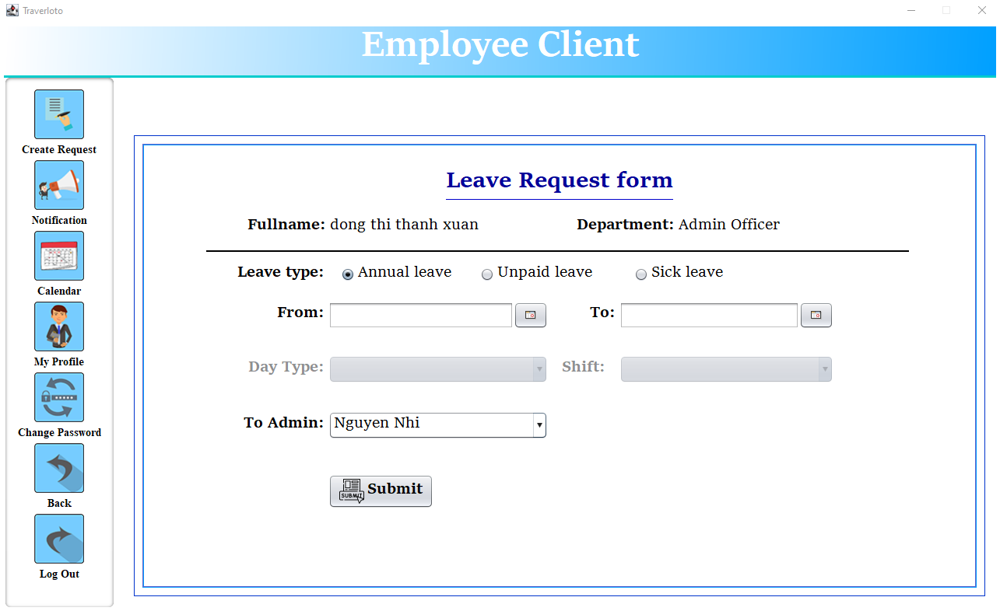 Traverloto
Employee Client
Create Request
Notification
Calendar
My Profile
Change Password
Back
Log Out
Leave Request form
Fullname: dong thi thanh xuan Department: Admin Officer
Leave type: Annual leave Unpaid leave Sick leave
From: To:
Day Type: Shift:
To Admin: Nguyen Nhi
SUBMIT Submit